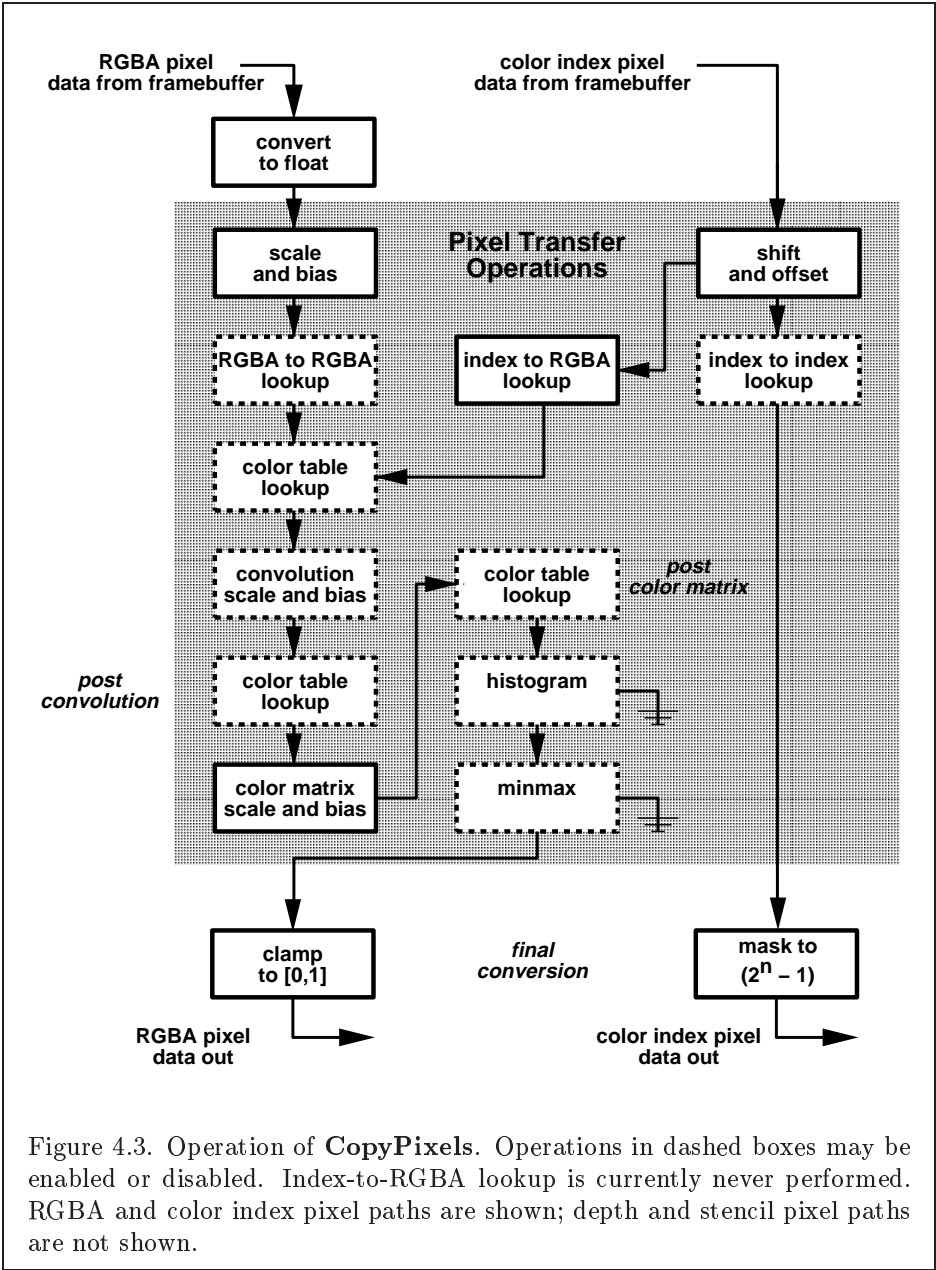 RGBA pixel
data from framebuffer
color index pixel
data from framebuffer
convert
to float
Pixel Transfer
Operations
scale
and bias
shift
and offset
RGBA to RGBA
lookup
index to RGBA
lookup
index to index
lookup
color table
lookup
convolution
scale and bias
color table
lookup
post
color matrix
post
convolution
color table
lookup
histogram
color matrix
scale and bias
minmax
clamp
to [0,1]
final
conversion
mask to
(2^n − 1)
RGBA pixel
data out
color index pixel
data out
Figure 4.3. Operation of CopyPixels. Operations in dashed boxes may be
enabled or disabled. Index-to-RGBA lookup is currently never performed.
RGBA and color index pixel paths are shown; depth and stencil pixel paths
are not shown.